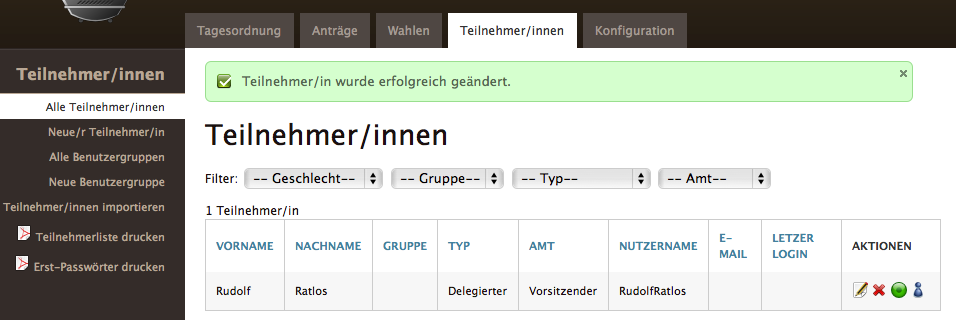 Tagesordnung Anträge Wahlen Teilnehmer/innen Konfiguration
Teilnehmer/innen
Alle Teilnehmer/innen
Neue/r Teilnehmer/in
Alle Benutzergruppen
Neue Benutzergruppe
Teilnehmer/innen importieren
Teilnehmerliste drucken
Erst-Passwörter drucken
Teilnehmer/in wurde erfolgreich geändert.
Teilnehmer/innen
Filter: -- Geschlecht-- -- Gruppe-- -- Typ-- -- Amt--
1 Teilnehmer/in
VORNAME NACHNAME GRUPPE TYP AMT NUTZERNAME E-MAIL LETZER LOGIN AKTIONEN
Rudolf Ratlos Delegierter Vorsitzender RudolfRatlos